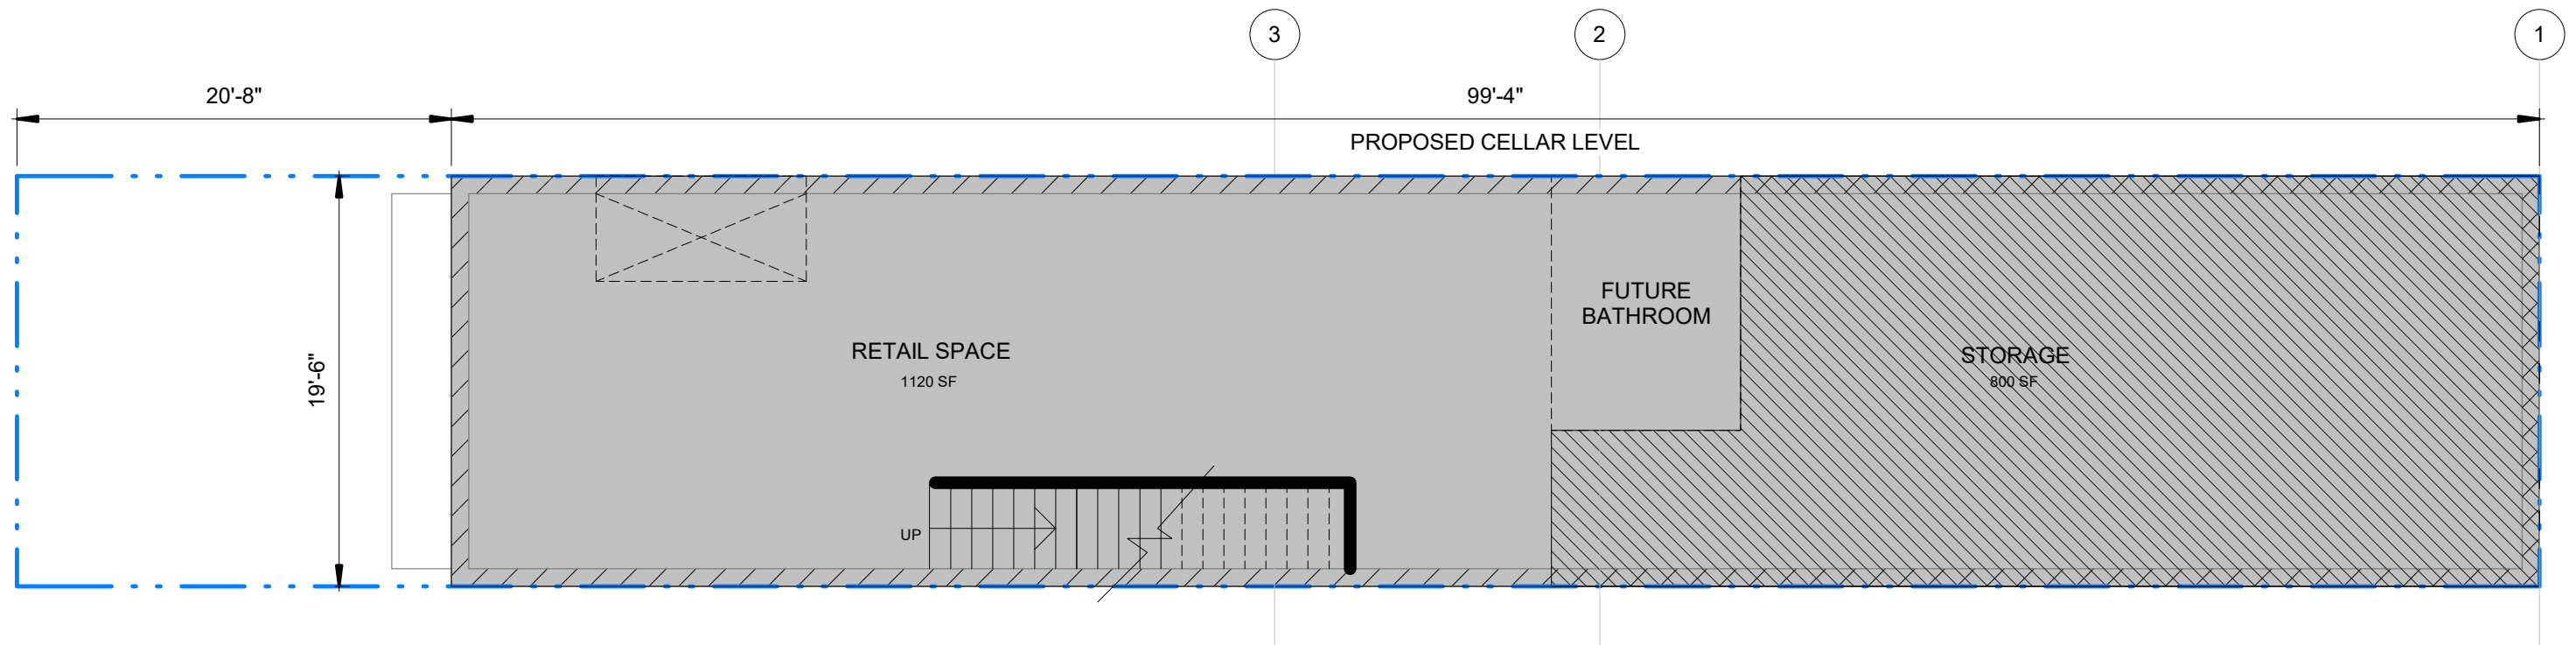 3
2
1
20'-8"
99'-4"
PROPOSED CELLAR LEVEL
19'-6"
FUTURE
BATHROOM
RETAIL SPACE
1120 SF
STORAGE
800 SF
UP